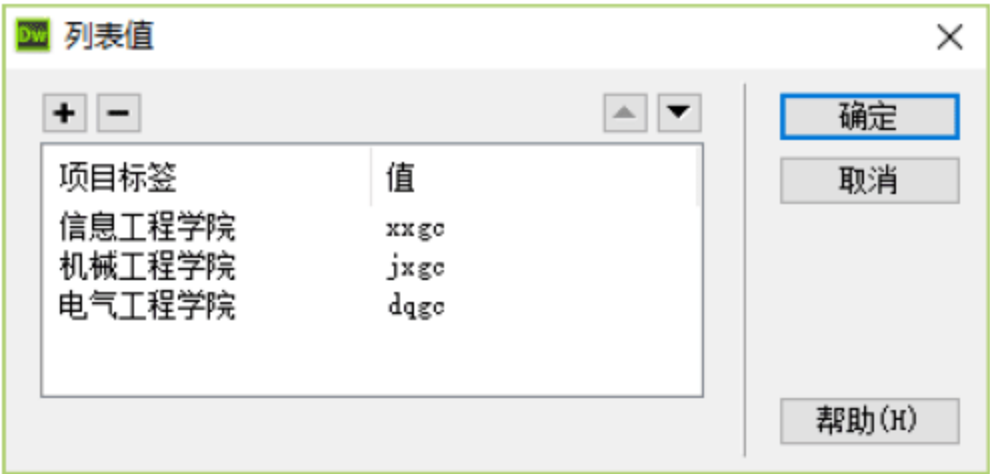 Dw 列表值
确定
取消
项目标签 值
信息工程学院 xxgc
机械工程学院 jxgc
电气工程学院 dqgc
帮助(H)